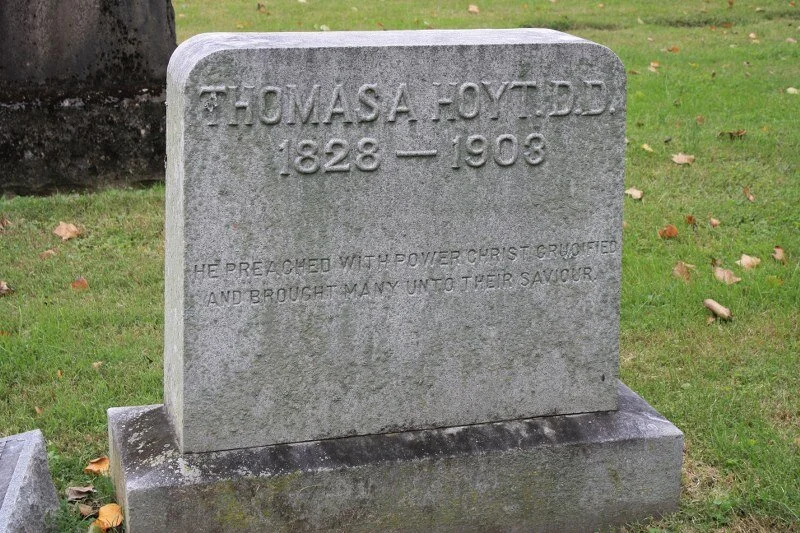 THOMAS A HOYT. D.D.
1828 — 1903
HE PREACHED WITH POWER CHRIST CRUCIFIED
AND BROUGHT MANY UNTO THEIR SAVIOUR.